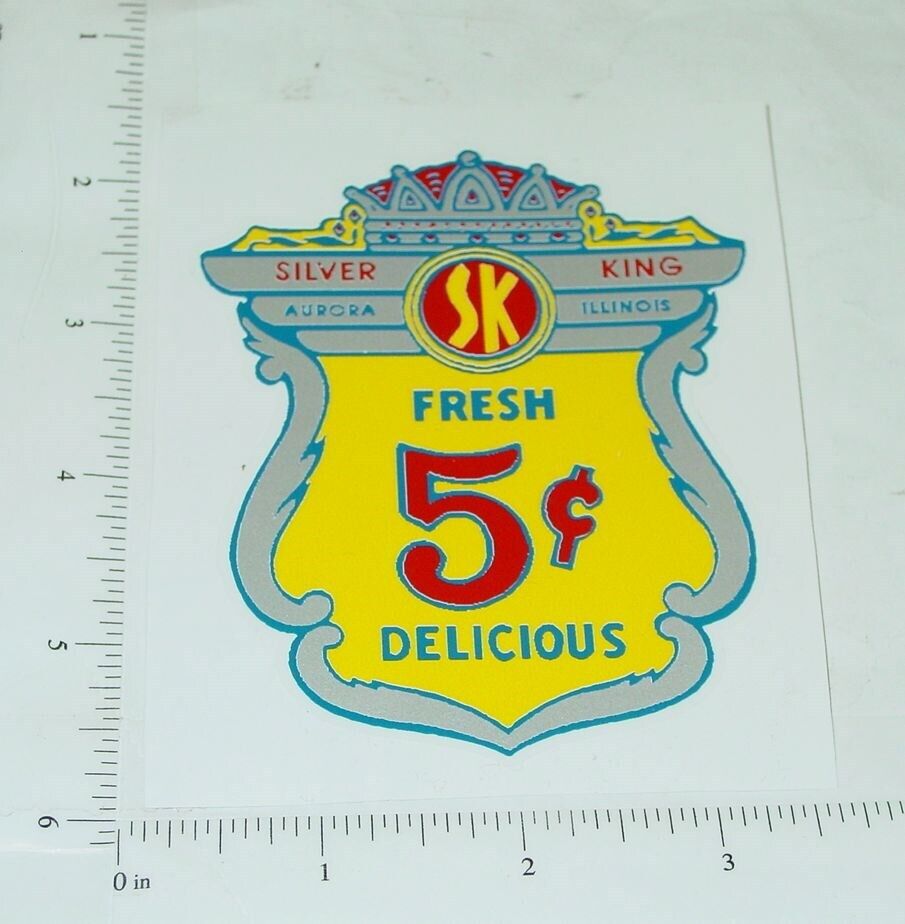 1
2
3
4
5
6
SILVER SK KING
AURORA ILLINOIS
FRESH
5¢
DELICIOUS
0 in 1 2 3